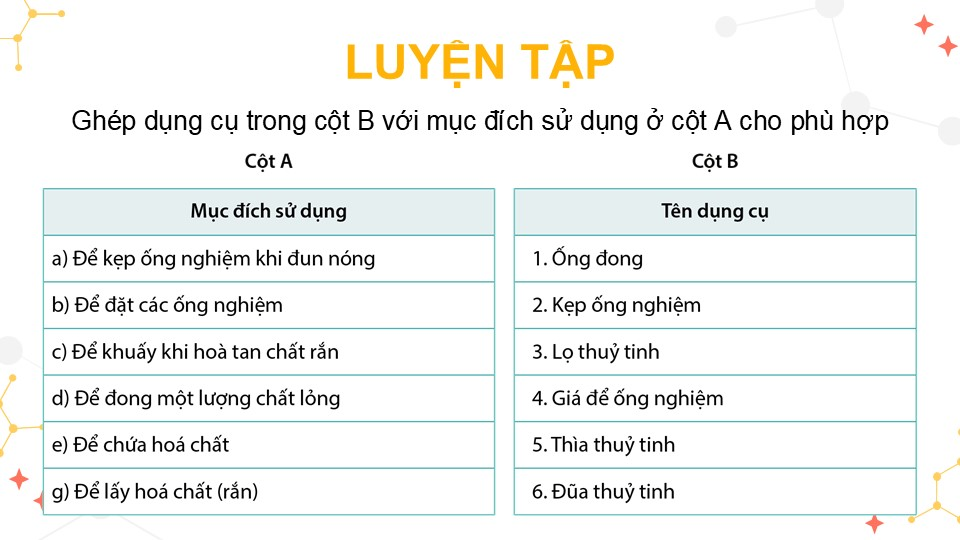 LUYỆN TẬP
Ghép dụng cụ trong cột B với mục đích sử dụng ở cột A cho phù hợp
Cột A
Mục đích sử dụng
a) Để kẹp ống nghiệm khi đun nóng
b) Để đặt các ống nghiệm
c) Để khuấy khi hoà tan chất rắn
d) Để đong một lượng chất lỏng
e) Để chứa hoá chất
g) Để lấy hoá chất (rắn)
Cột B
Tên dụng cụ
1. Ống đong
2. Kẹp ống nghiệm
3. Lọ thuỷ tinh
4. Giá để ống nghiệm
5. Thìa thuỷ tinh
6. Đũa thuỷ tinh